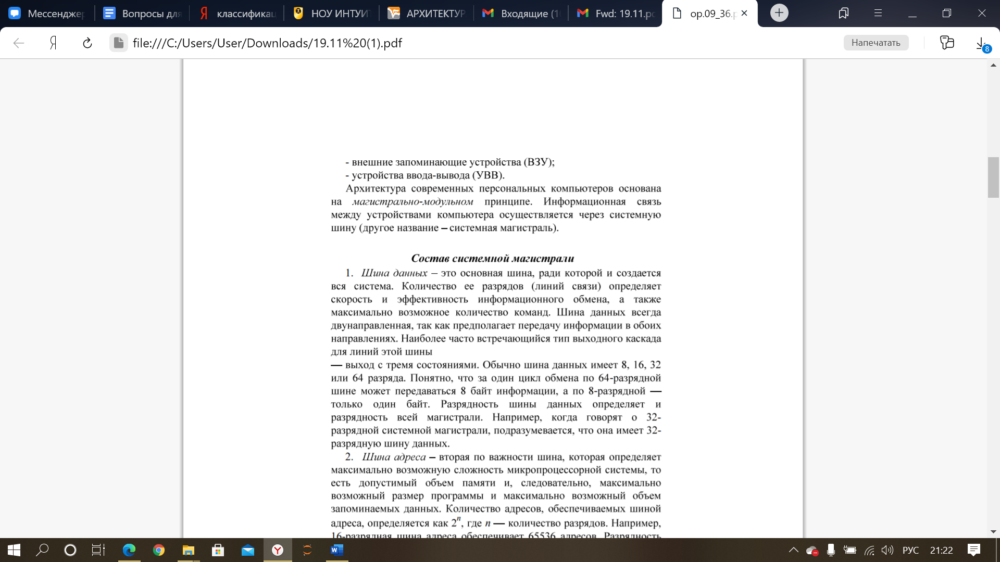 Мессендже
Вопросы для
классификац
НОУ ИНТУИТ
АРХИТЕКТУР
Входящие (1
Fwd: 19.11.pc
op.09_36.p
file:///C:/Users/User/Downloads/19.11%20(1).pdf
Напечатать
8
- внешние запоминающие устройства (ВЗУ);
- устройства ввода-вывода (УВВ).
Архитектура современных персональных компьютеров основана
на магистрально-модульном принципе. Информационная связь
между устройствами компьютера осуществляется через системную
шину (другое название – системная магистраль).
Состав системной магистрали
1. Шина данных – это основная шина, ради которой и создается
вся система. Количество ее разрядов (линий связи) определяет
скорость и эффективность информационного обмена, а также
максимально возможное количество команд. Шина данных всегда
двунаправленная, так как предполагает передачу информации в обоих
направлениях. Наиболее часто встречающийся тип выходного каскада
для линий этой шины
— выход с тремя состояниями. Обычно шина данных имеет 8, 16, 32
или 64 разряда. Понятно, что за один цикл обмена по 64-разрядной
шине может передаваться 8 байт информации, а по 8-разрядной —
только один байт. Разрядность шины данных определяет и
разрядность всей магистрали. Например, когда говорят о 32-
разрядной системной магистрали, подразумевается, что она имеет 32-
разрядную шину данных.
2. Шина адреса – вторая по важности шина, которая определяет
максимально возможную сложность микропроцессорной системы, то
есть допустимый объем памяти и, следовательно, максимально
возможный размер программы и максимально возможный объем
запоминаемых данных. Количество адресов, обеспечиваемых шиной
адреса, определяется как 2ⁿ, где n — количество разрядов. Например,
16-разрядная шина адреса обеспечивает 65536 адресов. Разрядность
РУС
21:22